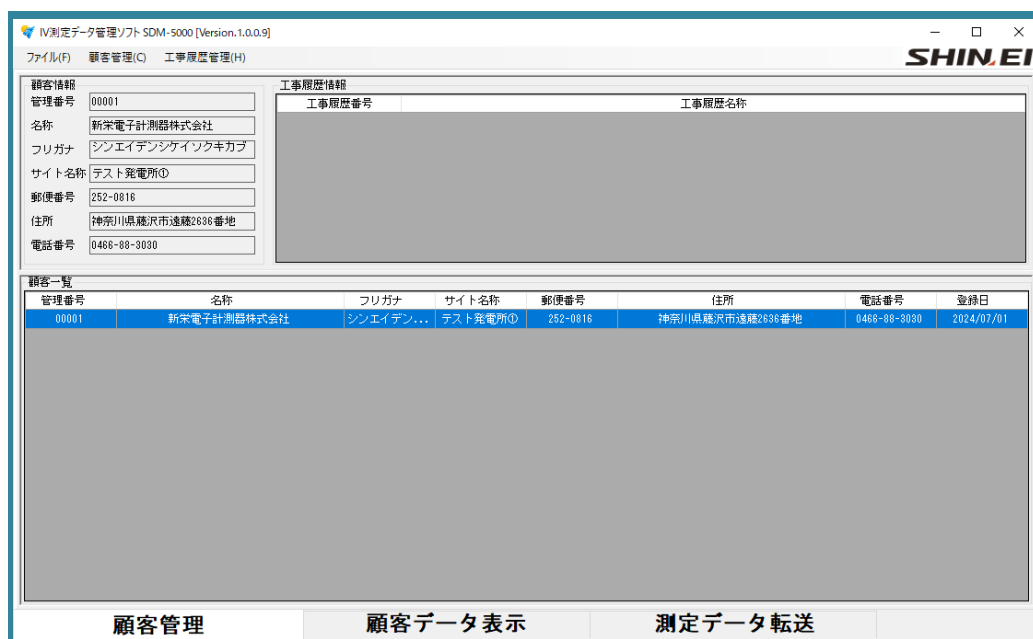 IV測定データ管理ソフト SDM-5000 [Version.1.0.0.9]
ファイル(F) 顧客管理(C) 工事履歴管理(H)
SHIN.EI
顧客情報
管理番号 00001
名称 新栄電子計測器株式会社
フリガナ シンエイデンシケイソクキカブ
サイト名称 テスト発電所①
郵便番号 252-0816
住所 神奈川県藤沢市遠藤2636番地
電話番号 0466-88-3030
工事履歴情報
工事履歴番号 工事履歴名称
顧客一覧
管理番号 名称 フリガナ サイト名称 郵便番号 住所 電話番号 登録日
00001 新栄電子計測器株式会社 シンエイデン... テスト発電所① 252-0816 神奈川県藤沢市遠藤2636番地 0466-88-3030 2024/07/01
顧客管理 顧客データ表示 測定データ転送